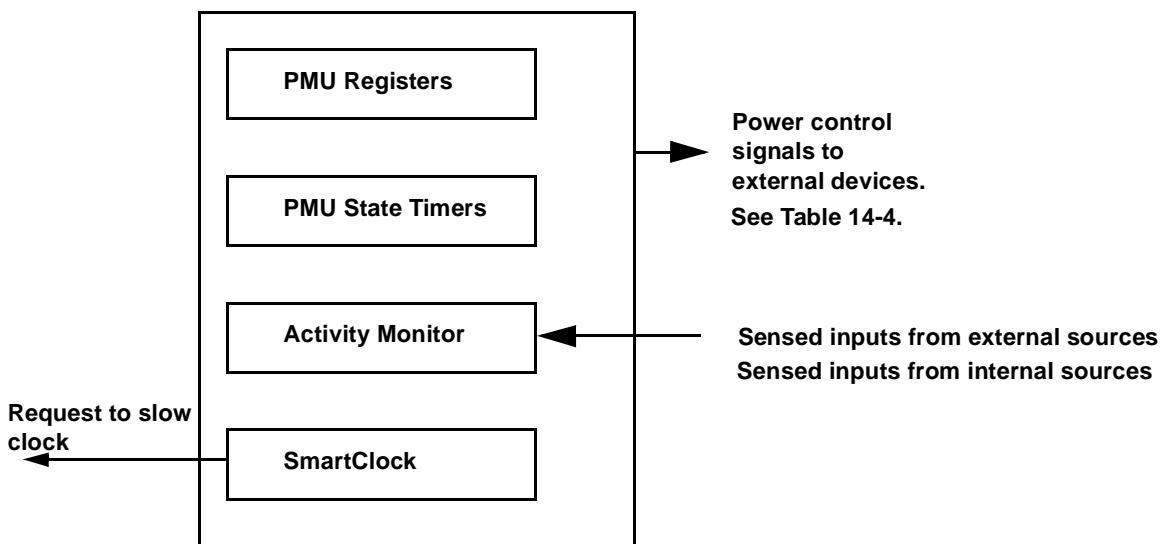 PMU Registers
Power control
signals to
external devices.
See Table 14-4.
PMU State Timers
Activity Monitor
Sensed inputs from external sources
Sensed inputs from internal sources
Request to slow
clock
SmartClock